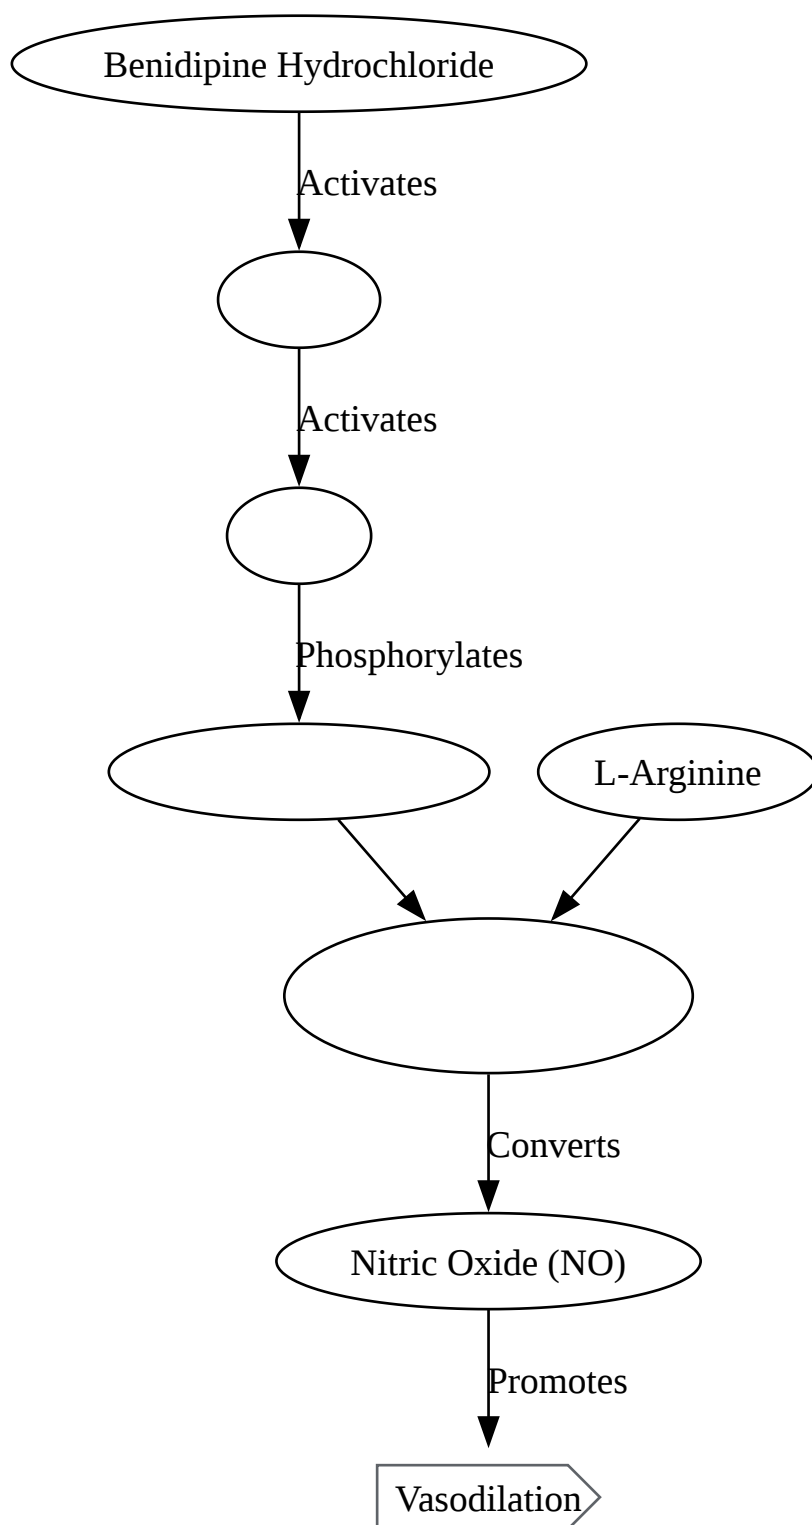 Benidipine Hydrochloride
Activates
Activates
Phosphorylates
L-Arginine
Converts
Nitric Oxide (NO)
Promotes
Vasodilation